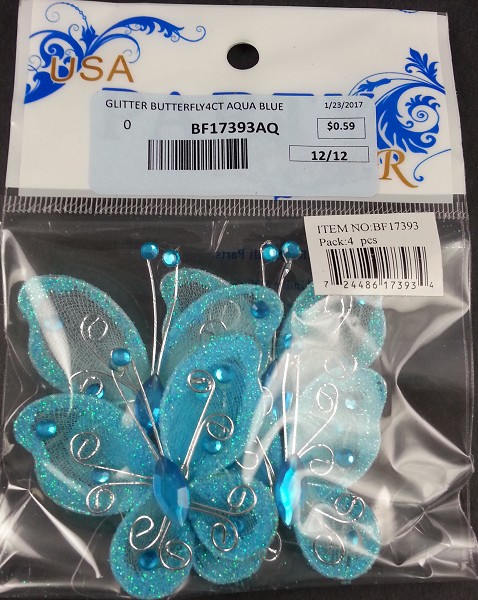 USA
GLITTER BUTTERFLY4CT AQUA BLUE 1/23/2017
0 BF17393AQ $0.59
12/12
R
ITEM NO:BF17393
Pack:4 pcs
7 24486 17393 4